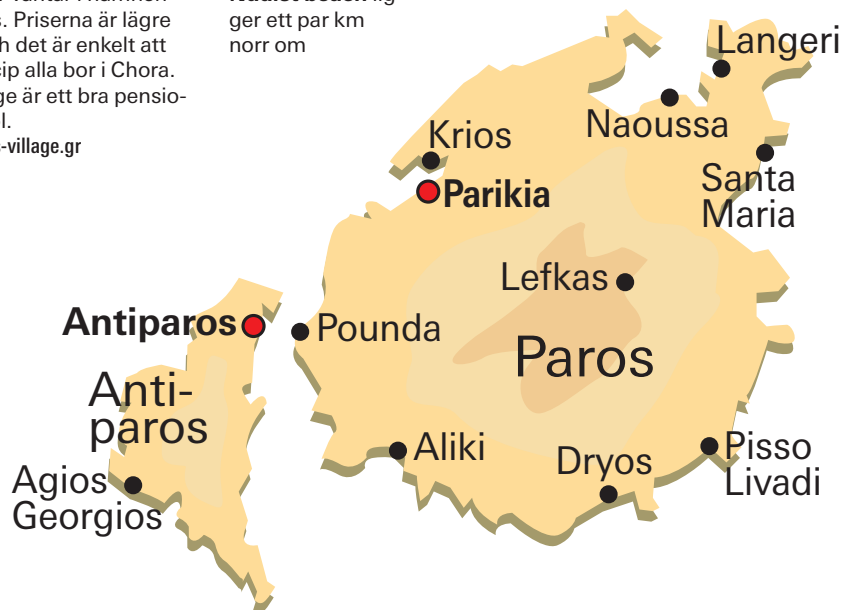 s. Priserna är lägre
h det är enkelt att
cip alla bor i Chora.
ge är ett bra pensio-
l.
s-village.gr
ger ett par km
norr om
Langeri
Naoussa
Krios
Santa
Maria
Parikia
Lefkas
Antiparos
Pounda
Paros
Anti-
paros
Aliki
Dryos
Pisso
Livadi
Agios
Georgios